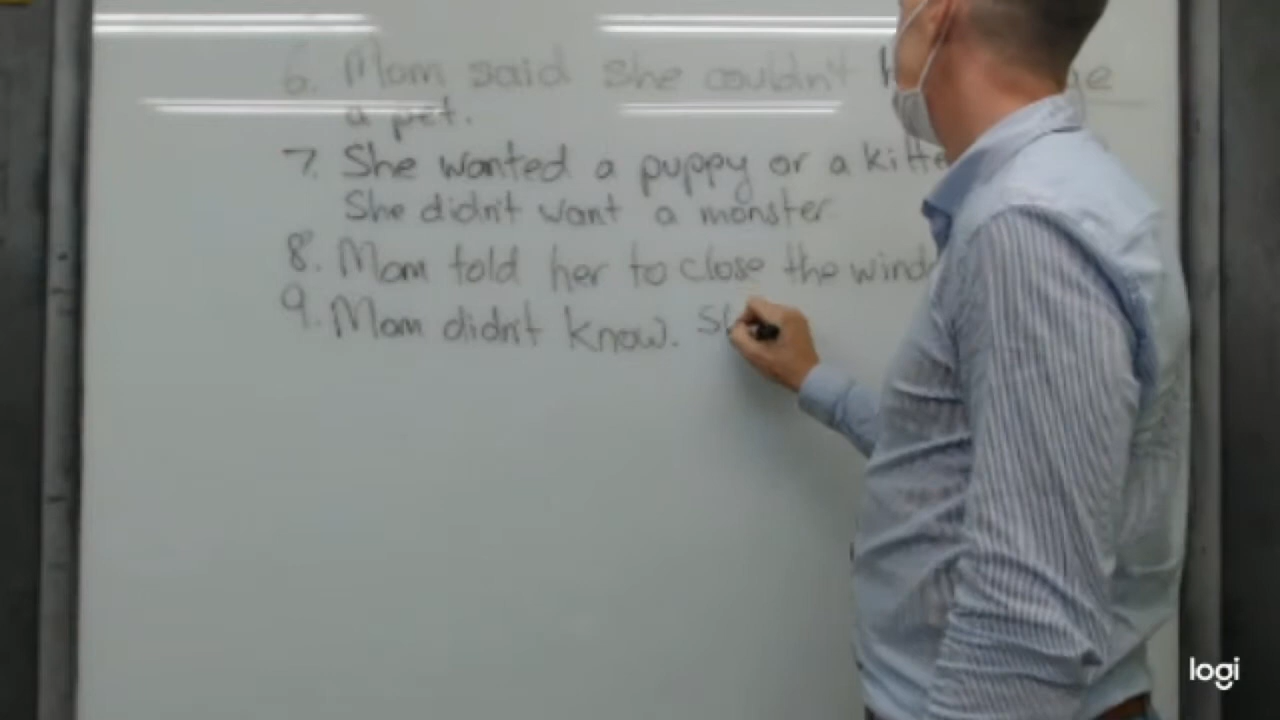 6. Mom said she couldn't
a pet.
7. She wanted a puppy or a
She didn't want a monster
8. Mom told her to close the
9. Mom didn't know.
logi